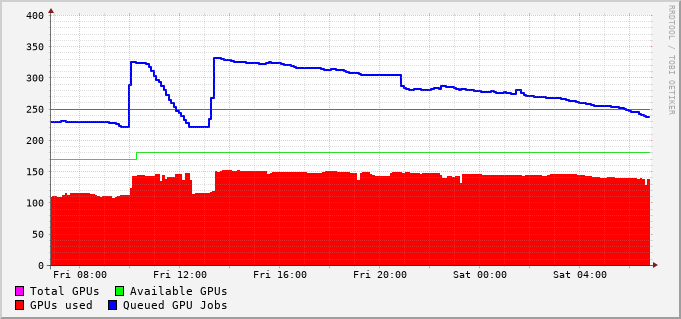 400
350
300
250
200
150
100
50
0
Fri 08:00 Fri 12:00 Fri 16:00 Fri 20:00 Sat 00:00 Sat 04:00
Total GPUs Available GPUs
GPUs used Queued GPU Jobs
RRDTOOL / TOBI OETIKER